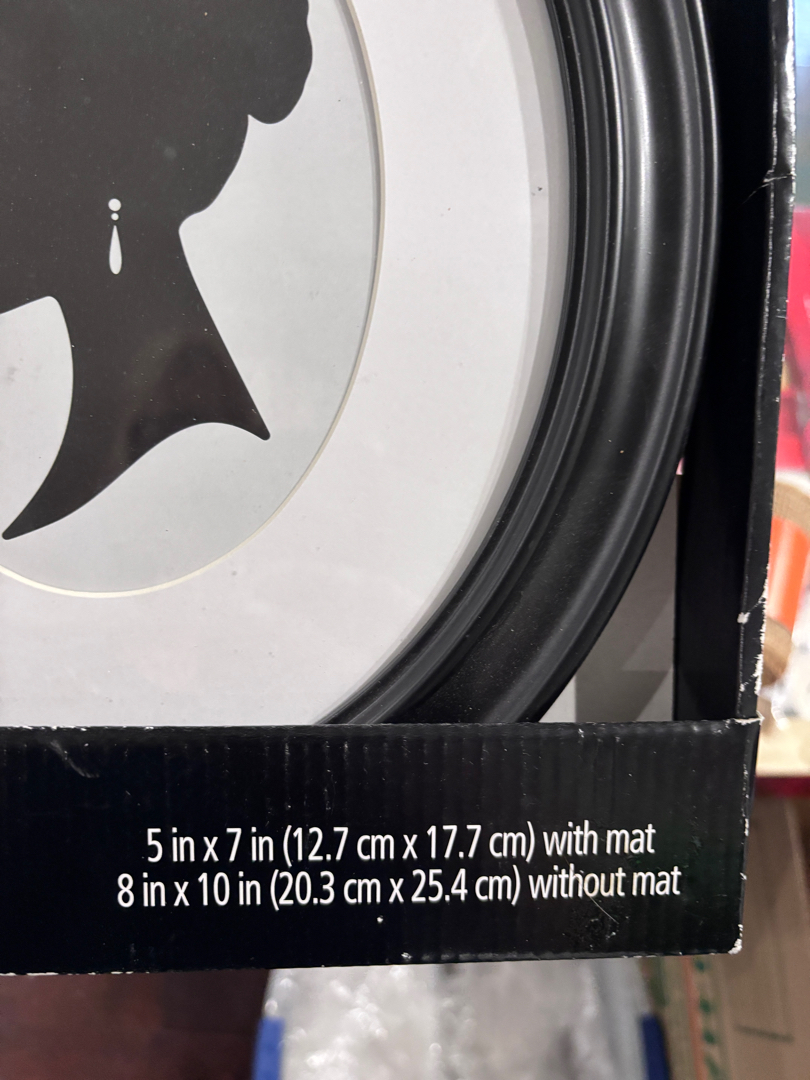 5 in x 7 in (12.7 cm x 17.7 cm) with mat
8 in x 10 in (20.3 cm x 25.4 cm) without mat